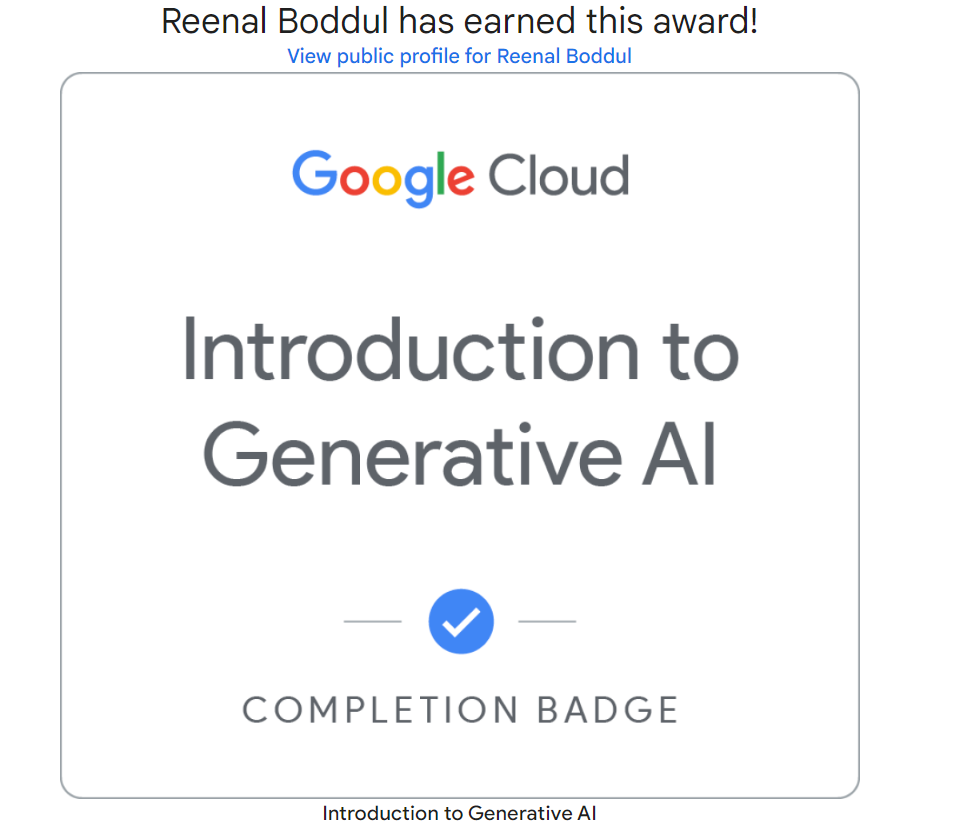 Reenal Boddul has earned this award!
View public profile for Reenal Boddul
Google Cloud
Introduction to
Generative AI
COMPLETION BADGE
Introduction to Generative AI